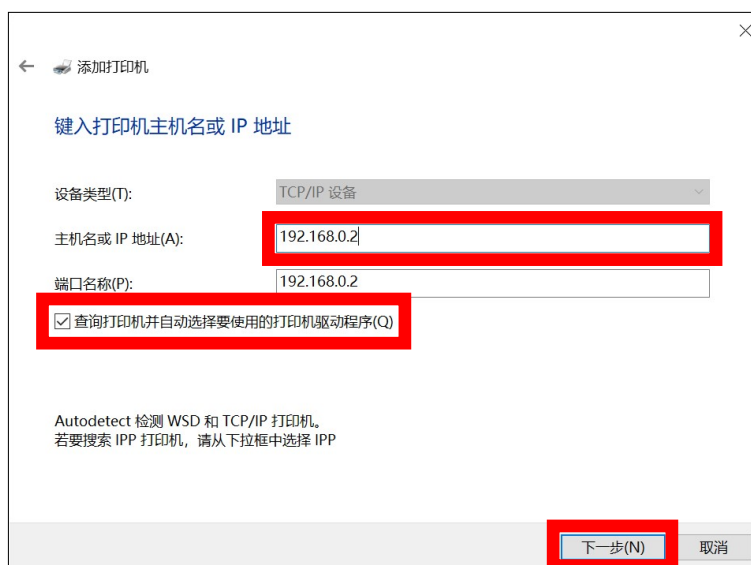 添加打印机
键入打印机主机名或 IP 地址
设备类型(T):
TCP/IP 设备
主机名或 IP 地址(A):
192.168.0.2
端口名称(P):
192.168.0.2
查询打印机并自动选择要使用的打印机驱动程序(Q)
Autodetect 检测 WSD 和 TCP/IP 打印机。
若要搜索 IPP 打印机，请从下拉框中选择 IPP
下一步(N)
取消